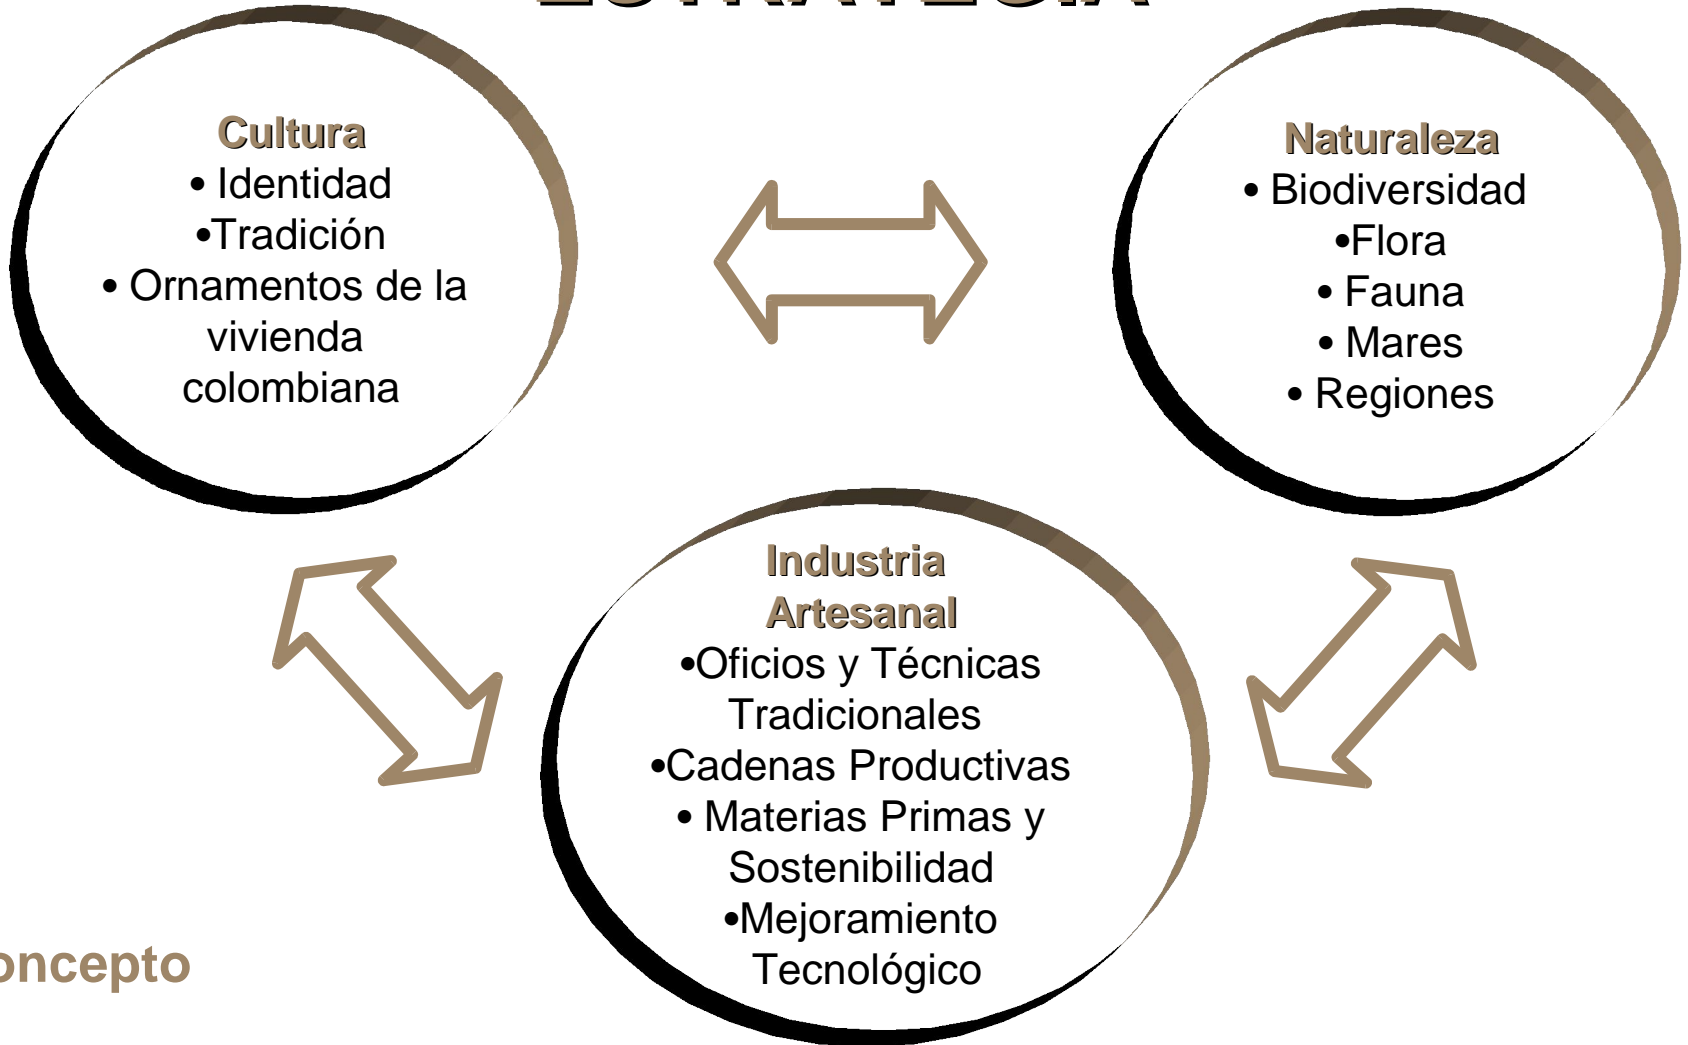 ESTRATEGIA
Cultura
• Identidad
•Tradición
• Ornamentos de la
vivienda
colombiana
Naturaleza
• Biodiversidad
•Flora
• Fauna
• Mares
• Regiones
Industria
Artesanal
•Oficios y Técnicas
Tradicionales
•Cadenas Productivas
• Materias Primas y
Sostenibilidad
•Mejoramiento
Tecnológico
oncepto